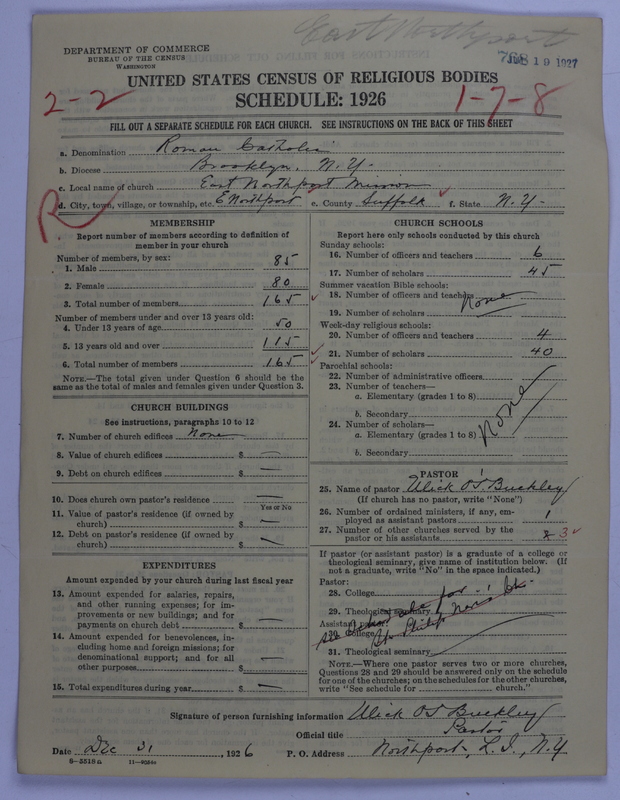 East Northport
DEPARTMENT OF COMMERCE
BUREAU OF THE CENSUS
WASHINGTON
19 1927
UNITED STATES CENSUS OF RELIGIOUS BODIES
SCHEDULE: 1926
2-2
1-7-8
FILL OUT A SEPARATE SCHEDULE FOR EACH CHURCH. SEE INSTRUCTIONS ON THE BACK OF THIS SHEET
a. Denomination Roman Catholic
b. Diocese Brooklyn, N.Y.
c. Local name of church East Northport Mission
d. City, town, village, or township, etc. E Northport e. County Suffolk ✓ f. State N.Y.
R
MEMBERSHIP
Report number of members according to definition of
member in your church
Number of members, by sex:
1. Male 85
2. Female 80
3. Total number of members 165 ✓
Number of members under and over 13 years old:
4. Under 13 years of age 50
5. 13 years old and over 115
6. Total number of members 165 ✓
NOTE.—The total given under Question 6 should be the
same as the total of males and females given under Question 3.
CHURCH BUILDINGS
See instructions, paragraphs 10 to 12
7. Number of church edifices None
8. Value of church edifices $ —
9. Debt on church edifices $ —
10. Does church own pastor's residence —
Yes or No
11. Value of pastor's residence (if owned by
church) $ —
12. Debt on pastor's residence (if owned by
church) $ —
EXPENDITURES
Amount expended by your church during last fiscal year
13. Amount expended for salaries, repairs,
and other running expenses; for im-
provements or new buildings; and for
payments on church debt $ —
14. Amount expended for benevolences, in-
cluding home and foreign missions; for
denominational support; and for all
other purposes $ —
15. Total expenditures during year $ —
CHURCH SCHOOLS
Report here only schools conducted by this church
Sunday schools:
16. Number of officers and teachers 6
17. Number of scholars 45
Summer vacation Bible schools:
18. Number of officers and teachers None
19. Number of scholars
Week-day religious schools:
20. Number of officers and teachers 4
21. Number of scholars 40
Parochial schools:
22. Number of administrative officers
23. Number of teachers—
a. Elementary (grades 1 to 8)
b. Secondary
None
24. Number of scholars—
a. Elementary (grades 1 to 8)
b. Secondary
PASTOR
25. Name of pastor Ulick O'S Buckley
(If church has no pastor, write "None")
26. Number of ordained ministers, if any, em-
ployed as assistant pastors 1
27. Number of other churches served by the
pastor or his assistants 3 ✓
If pastor (or assistant pastor) is a graduate of a college or
theological seminary, give name of institution below. (If
not a graduate, write "No" in the space indicated.)
Pastor:
28. College
29. Theological seminary
Assistant pastor:
30. College
St Philip Neri's
31. Theological seminary
NOTE.—Where one pastor serves two or more churches,
Questions 28 and 29 should be answered only on the schedule
for one of the churches; on the schedules for the other churches,
write "See schedule for church."
Signature of person furnishing information Ulick O'S Buckley
Official title Pastor
Date Dec 31, 1926 P. O. Address Northport, L.I., N.Y.
8-5518a 11-4034a